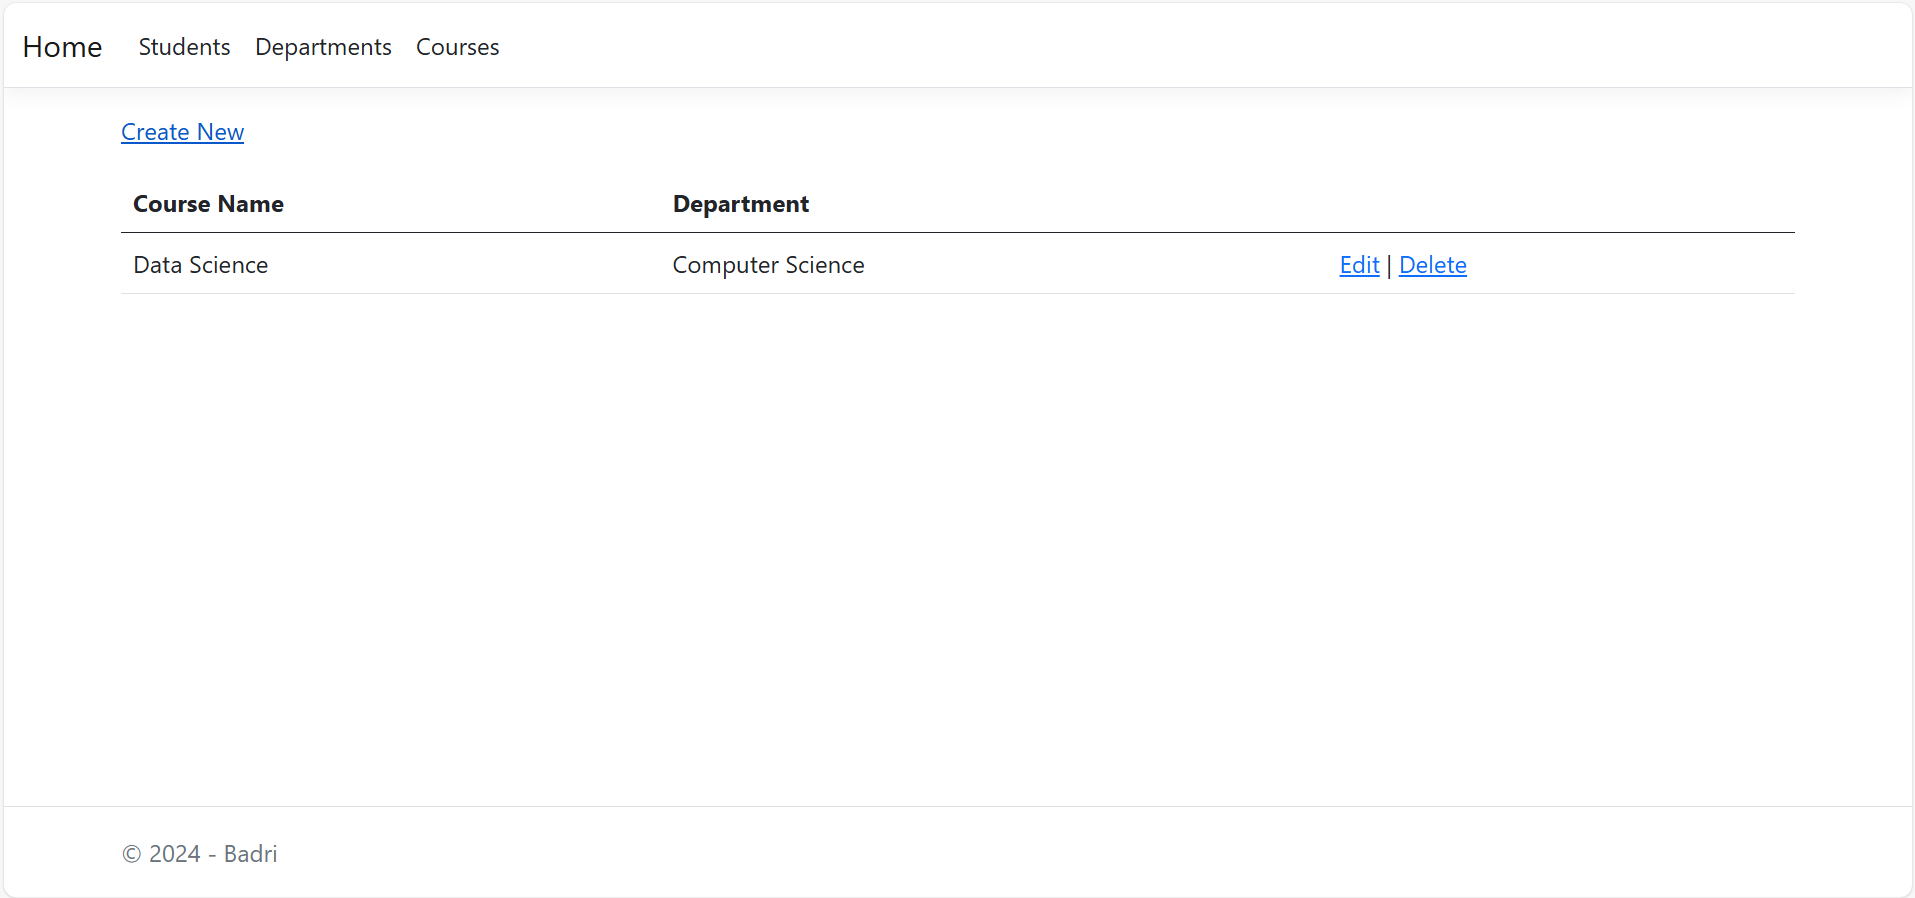 Home Students Departments Courses
Create New
Course Name Department
Data Science Computer Science Edit | Delete
© 2024 - Badri